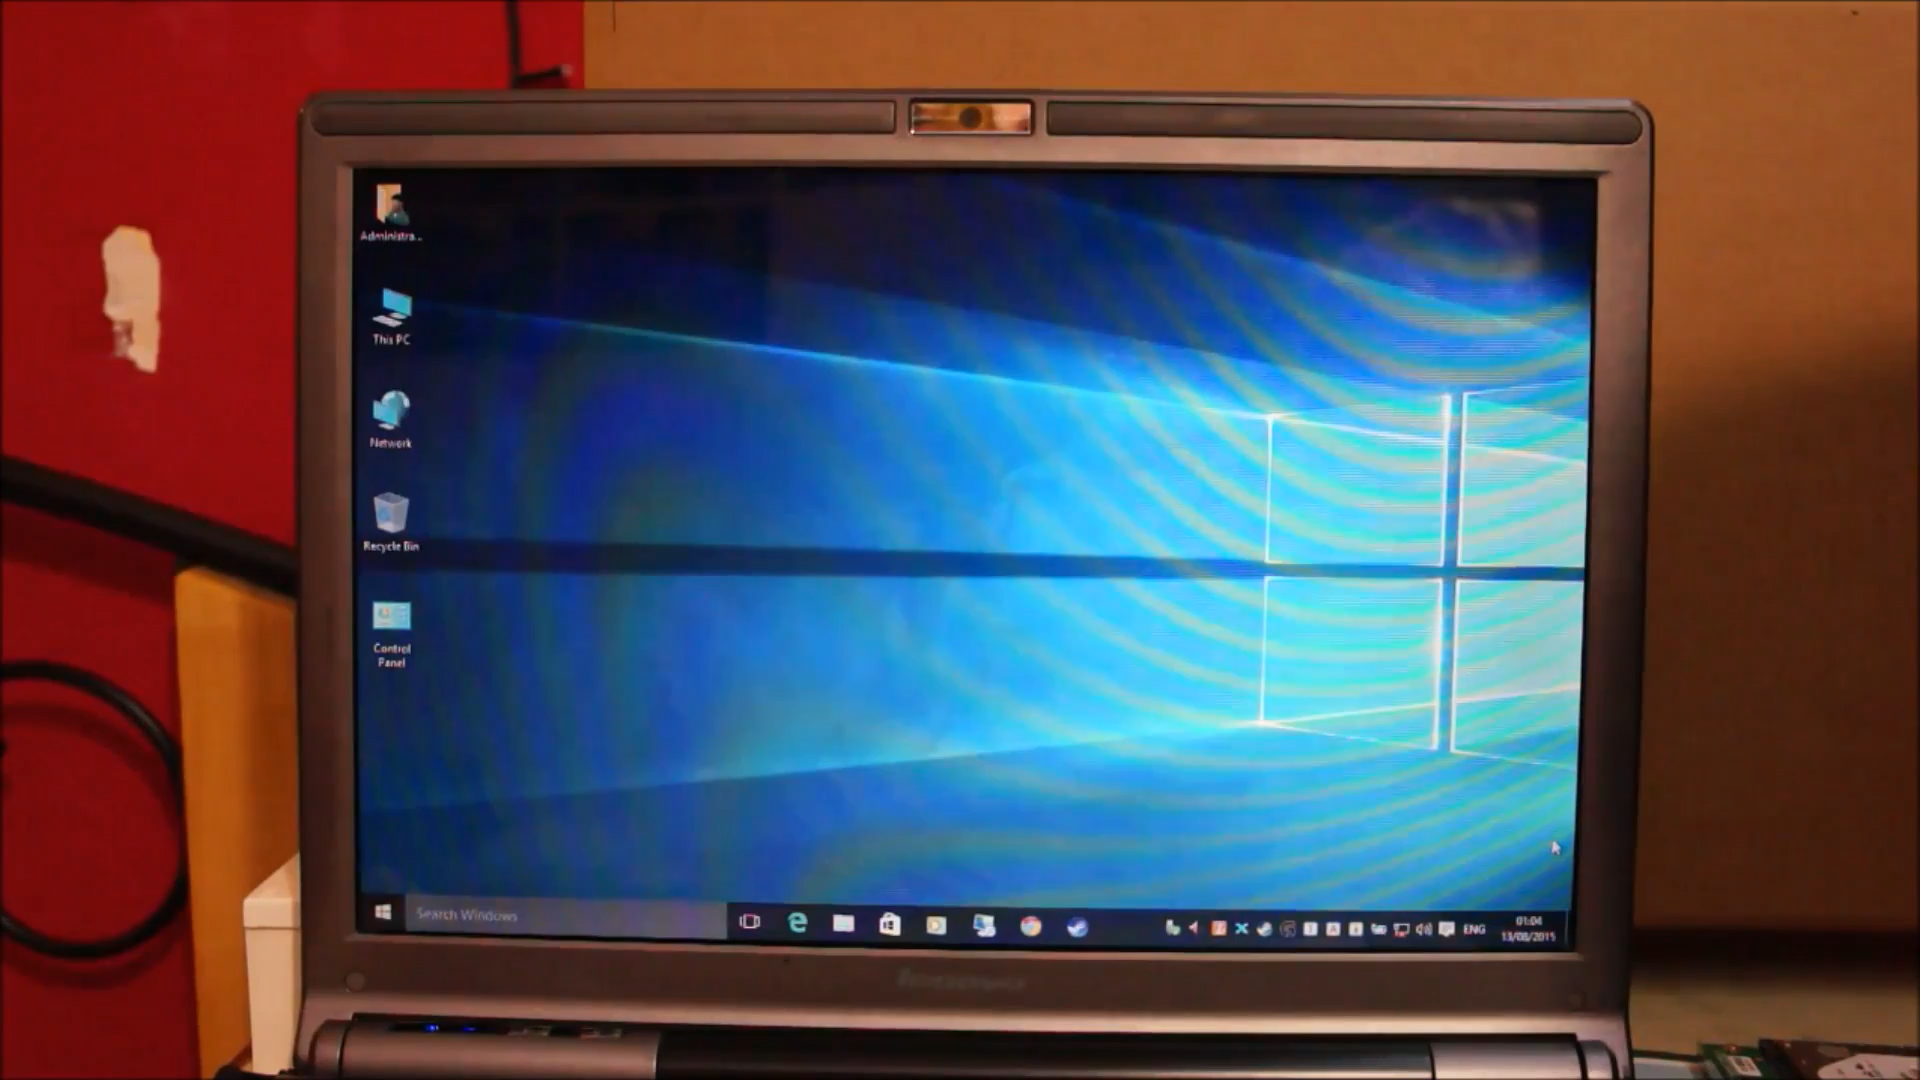 Administra...
This PC
Network
Recycle Bin
Control
Panel
Search Windows
ENG
01:04
13/08/2015